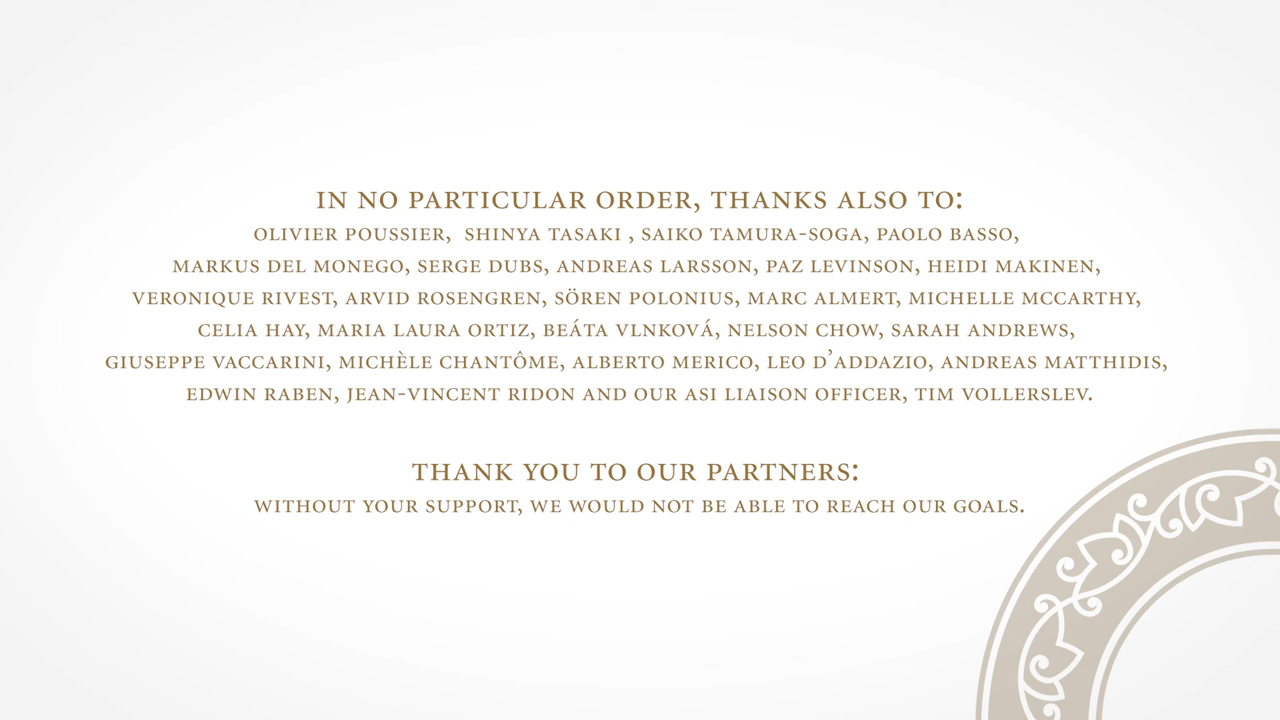 IN NO PARTICULAR ORDER, THANKS ALSO TO:
OLIVIER POUSSIER,  SHINYA TASAKI , SAIKO TAMURA-SOGA, PAOLO BASSO,
MARKUS DEL MONEGO, SERGE DUBS, ANDREAS LARSSON, PAZ LEVINSON, HEIDI MAKINEN,
VERONIQUE RIVEST, ARVID ROSENGREN, SÖREN POLONIUS, MARC ALMERT, MICHELLE MCCARTHY,
CELIA HAY, MARIA LAURA ORTIZ, BEÁTA VLNKOVÁ, NELSON CHOW, SARAH ANDREWS,
GIUSEPPE VACCARINI, MICHÈLE CHANTÔME, ALBERTO MERICO, LEO D’ADDAZIO, ANDREAS MATTHIDIS,
EDWIN RABEN, JEAN-VINCENT RIDON AND OUR ASI LIAISON OFFICER, TIM VOLLERSLEV.
THANK YOU TO OUR PARTNERS:
WITHOUT YOUR SUPPORT, WE WOULD NOT BE ABLE TO REACH OUR GOALS.